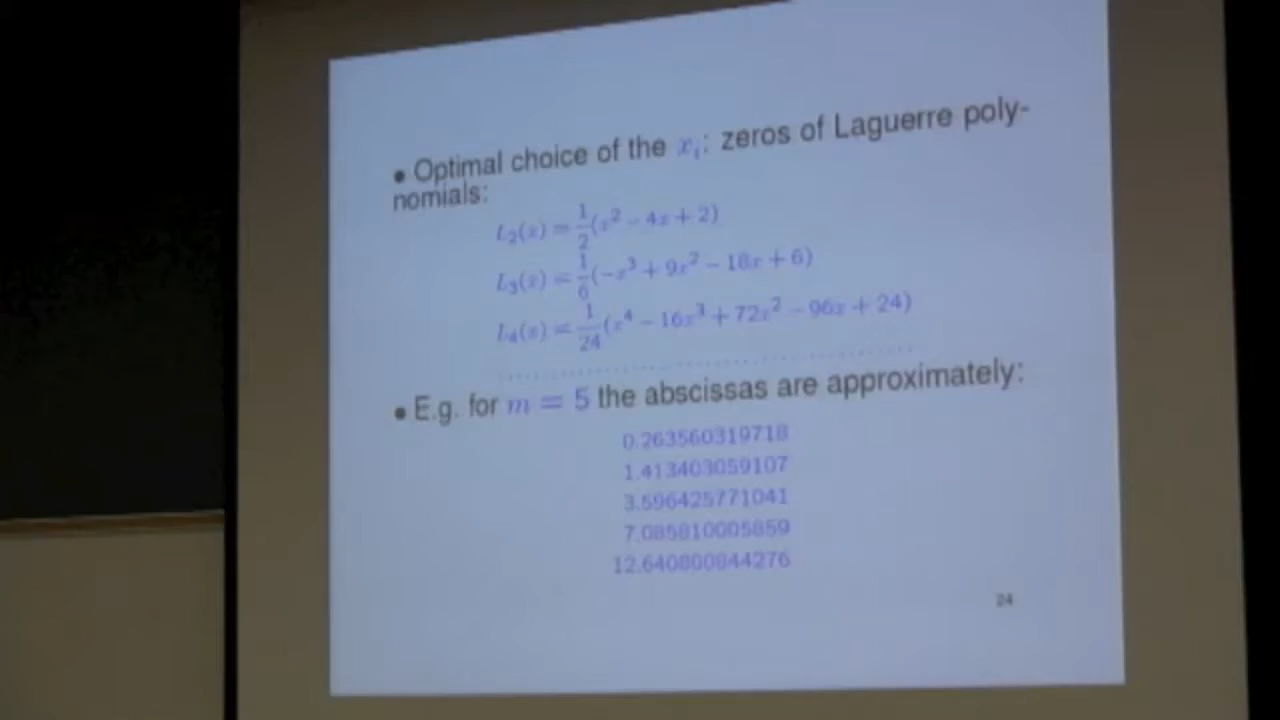 • Optimal choice of the xᵢ: zeros of Laguerre poly-
nomials:
L₂(x) = 1/2(x² − 4x + 2)
L₃(x) = 1/6(−x³ + 9x² − 18x + 6)
L₄(x) = 1/24(x⁴ − 16x³ + 72x² − 96x + 24)
• E.g. for m = 5 the abscissas are approximately:
0.263560319718
1.413403059107
3.596425771041
7.085810005859
12.640800844276
24